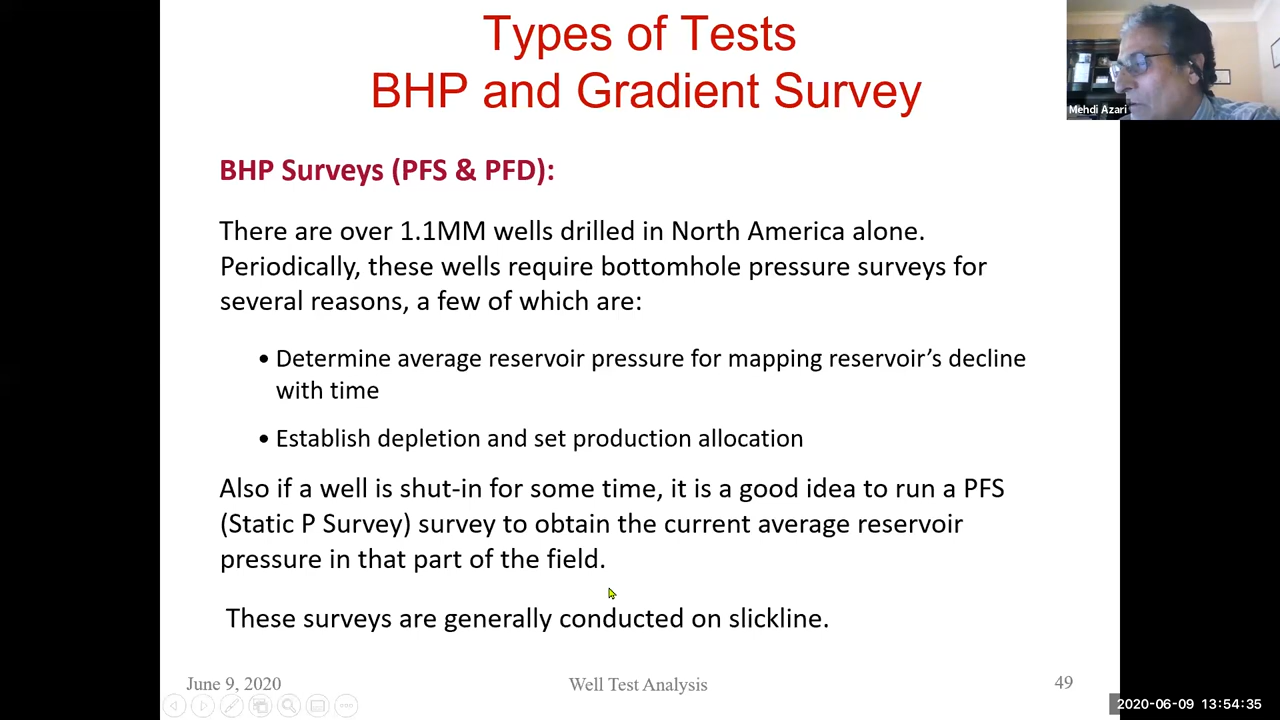 Types of Tests
BHP and Gradient Survey
Mehdi Azari
BHP Surveys (PFS & PFD):
There are over 1.1MM wells drilled in North America alone.
Periodically, these wells require bottomhole pressure surveys for
several reasons, a few of which are:
• Determine average reservoir pressure for mapping reservoir’s decline
with time
• Establish depletion and set production allocation
Also if a well is shut-in for some time, it is a good idea to run a PFS
(Static P Survey) survey to obtain the current average reservoir
pressure in that part of the field.
These surveys are generally conducted on slickline.
June 9, 2020
Well Test Analysis
49
2020-06-09 13:54:35